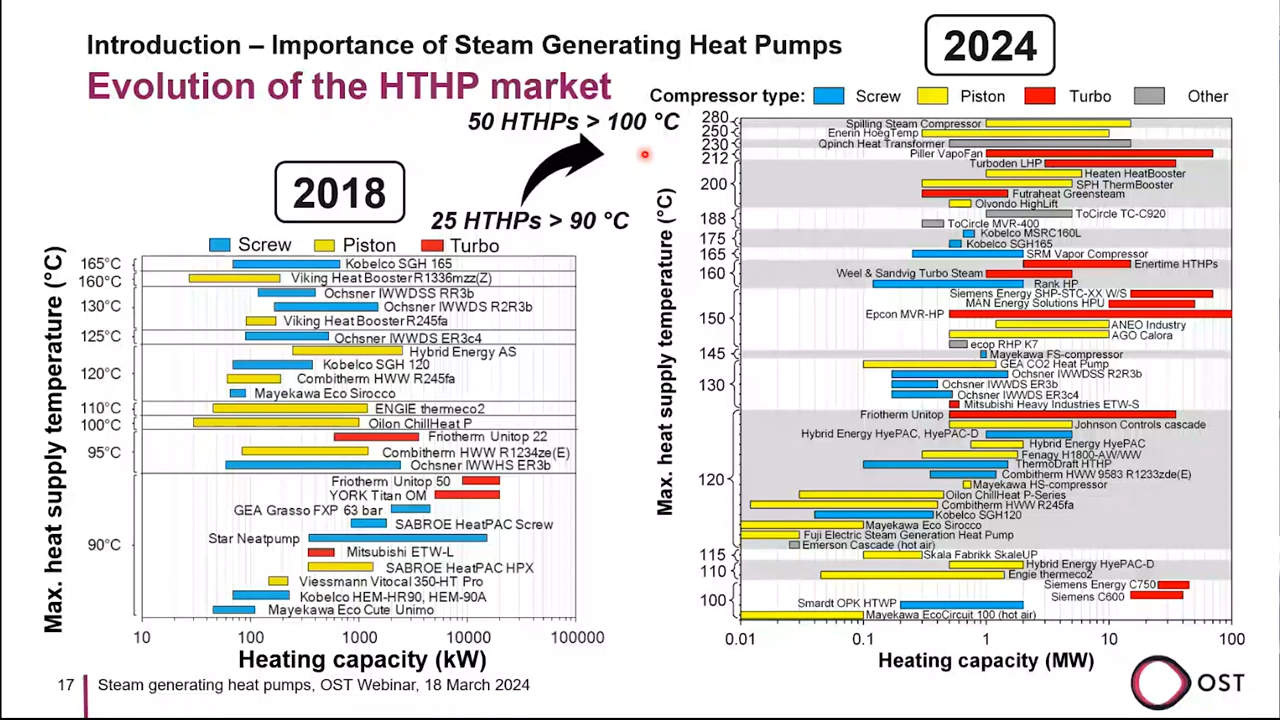 Introduction – Importance of Steam Generating Heat Pumps
Evolution of the HTHP market
2024
50 HTHPs > 100 °C
2018
25 HTHPs > 90 °C
Screw Piston Turbo
Max. heat supply temperature (°C)
165°C
160°C
130°C
125°C
120°C
110°C
100°C
95°C
90°C
Kobelco SGH 165
Viking Heat Booster R1336mzz(Z)
Ochsner IWWDSS RR3b
Ochsner IWWDS R2R3b
Viking Heat Booster R245fa
Ochsner IWWDS ER3c4
Hybrid Energy AS
Kobelco SGH 120
Combitherm HWW R245fa
Mayekawa Eco Sirocco
ENGIE thermeco2
Oilon ChillHeat P
Friotherm Unitop 22
Combitherm HWW R1234ze(E)
Ochsner IWWHS ER3b
Friotherm Unitop 50
YORK Titan OM
GEA Grasso FXP 63 bar
SABROE HeatPAC Screw
Star Neatpump
Mitsubishi ETW-L
SABROE HeatPAC HPX
Viessmann Vitocal 350-HT Pro
Kobelco HEM-HR90, HEM-90A
Mayekawa Eco Cute Unimo
10 100 1000 10000 100000
Heating capacity (kW)
Compressor type: Screw Piston Turbo Other
Max. heat supply temperature (°C)
280
250
230
212
200
188
175
165
160
150
145
130
120
115
110
100
Spilling Steam Compressor
Enerin HoegTemp
Qpinch Heat Transformer
Piller VapoFan
Turboden LHP
Heaten HeatBooster
SPH ThermBooster
Futraheat Greensteam
Olvondo HighLift
ToCircle TC-C920
ToCircle MVR-400
Kobelco MSRC160L
Kobelco SGH165
SRM Vapor Compressor
Enertime HTHPs
Weel & Sandvig Turbo Steam
Rank HP
Siemens Energy SHP-STC-XX W/S
MAN Energy Solutions HPU
Epcon MVR-HP
ANEO Industry
AGO Calora
ecop RHP K7
Mayekawa FS-compressor
GEA CO2 Heat Pump
Ochsner IWWDSS R2R3b
Ochsner IWWDS ER3b
Ochsner IWWDS ER3c4
Mitsubishi Heavy Industries ETW-S
Friotherm Unitop
Johnson Controls cascade
Hybrid Energy HyePAC, HyePAC-D
Hybrid Energy HyePAC
Fenagy H1800-AW/WW
ThermoDraft HTHP
Combitherm HWW 9583 R1233zde(E)
Mayekawa HS-compressor
Oilon ChillHeat P-Series
Combitherm HWW R245fa
Kobelco SGH120
Mayekawa Eco Sirocco
Fuji Electric Steam Generation Heat Pump
Emerson Cascade (hot air)
Skala Fabrikk SkaleUP
Hybrid Energy HyePAC-D
Engie thermeco2
Siemens Energy C750
Siemens C600
Smardt OPK HTWP
Mayekawa EcoCircuit 100 (hot air)
0.01 0.1 1 10 100
Heating capacity (MW)
17 Steam generating heat pumps, OST Webinar, 18 March 2024
OST